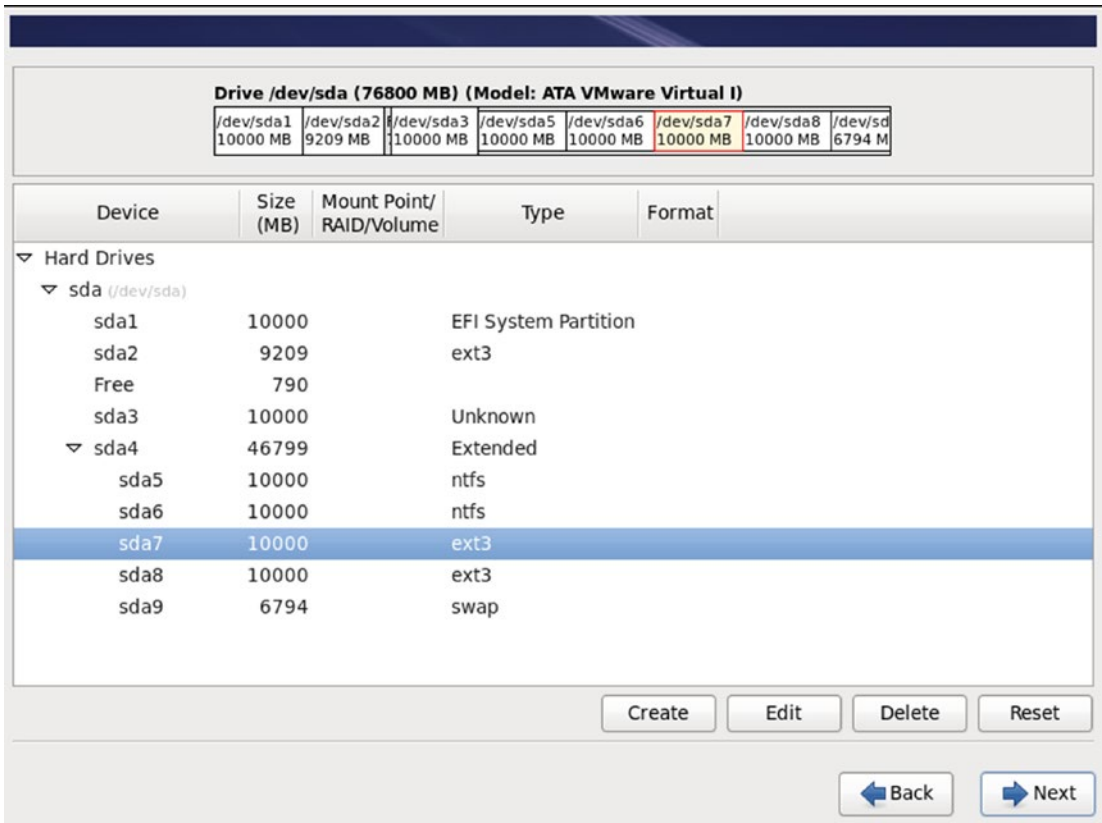 Drive /dev/sda (76800 MB) (Model: ATA VMware Virtual I)
/dev/sda1 /dev/sda2 /dev/sda3 /dev/sda5 /dev/sda6 /dev/sda7 /dev/sda8 /dev/sd
10000 MB 9209 MB 10000 MB 10000 MB 10000 MB 10000 MB 10000 MB 6794 M
Device Size (MB) Mount Point/ RAID/Volume Type Format
Hard Drives
sda (/dev/sda)
sda1 10000 EFI System Partition
sda2 9209 ext3
Free 790
sda3 10000 Unknown
sda4 46799 Extended
sda5 10000 ntfs
sda6 10000 ntfs
sda7 10000 ext3
sda8 10000 ext3
sda9 6794 swap
Create Edit Delete Reset
Back Next